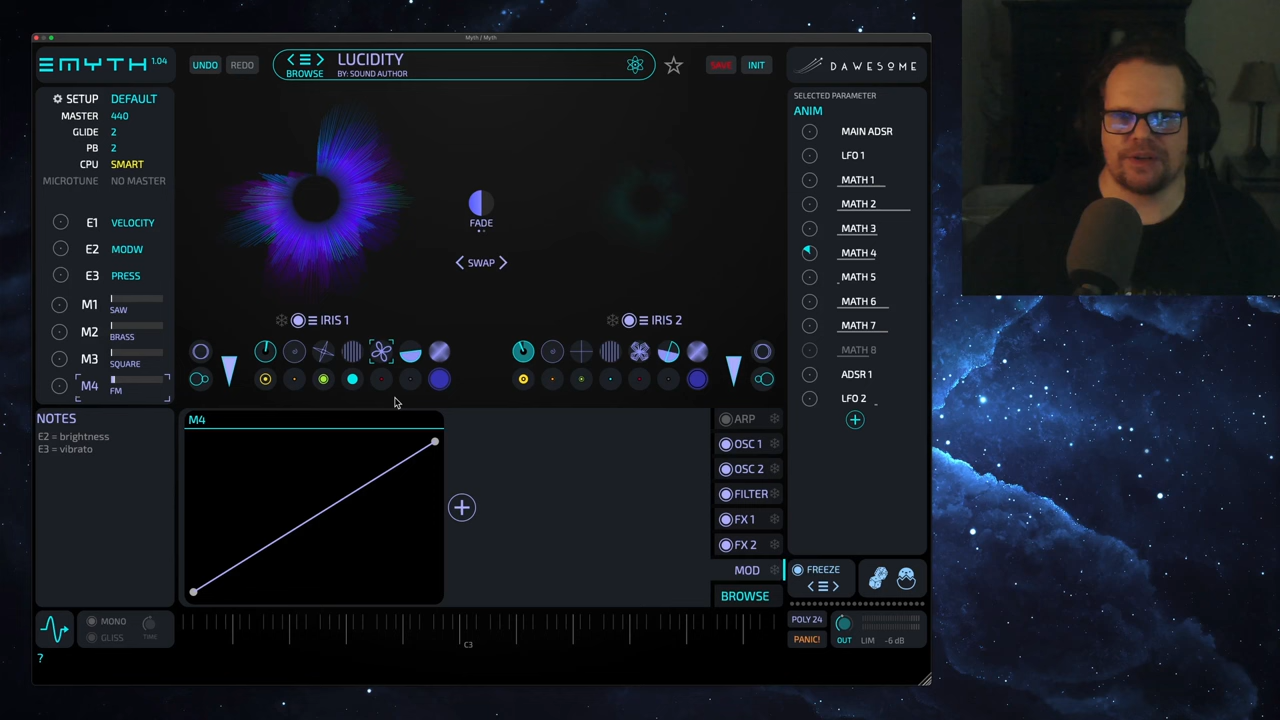 Myth / Myth
MYTH 1.04
UNDO
REDO
BROWSE
LUCIDITY
BY: SOUND AUTHOR
SAVE
INIT
DAWESOME
SETUP DEFAULT
MASTER 440
GLIDE 2
PB 2
CPU SMART
MICROTUNE NO MASTER
E1 VELOCITY
E2 MODW
E3 PRESS
M1
SAW
M2
BRASS
M3
SQUARE
M4
FM
FADE
SWAP
IRIS 1
IRIS 2
SELECTED PARAMETER
ANIM
MAIN ADSR
LFO 1
MATH 1
MATH 2
MATH 3
MATH 4
MATH 5
MATH 6
MATH 7
MATH 8
ADSR 1
LFO 2
NOTES
E2 = brightness
E3 = vibrato
M4
ARP
OSC 1
OSC 2
FILTER
FX 1
FX 2
MOD
BROWSE
FREEZE
MONO
GLISS
TIME
C3
POLY 24
PANIC!
OUT
LIM
-6 dB
?